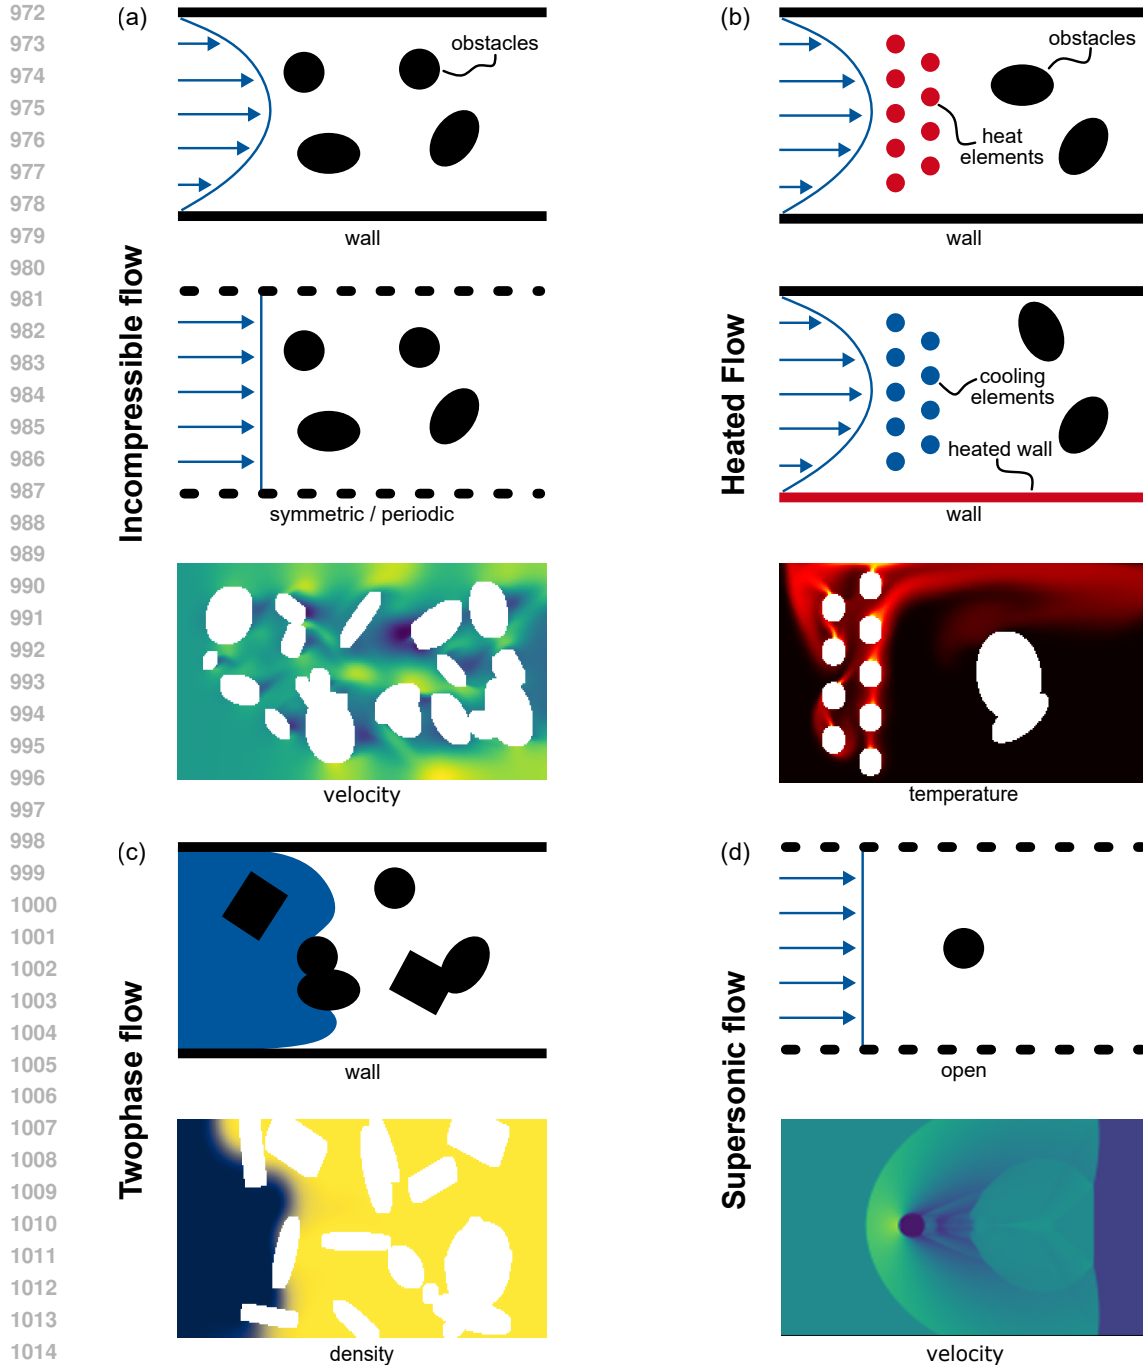 972
973
974
975
976
977
978
979
980
981
982
983
984
985
986
987
988
989
990
991
992
993
994
995
996
997
998
999
1000
1001
1002
1003
1004
1005
1006
1007
1008
1009
1010
1011
1012
1013
1014
(a)
Incompressible flow
obstacles
wall
symmetric / periodic
velocity
(b)
Heated Flow
obstacles
heat
elements
wall
cooling
elements
heated wall
wall
temperature
(c)
Twophase flow
wall
density
(d)
Supersonic flow
open
velocity